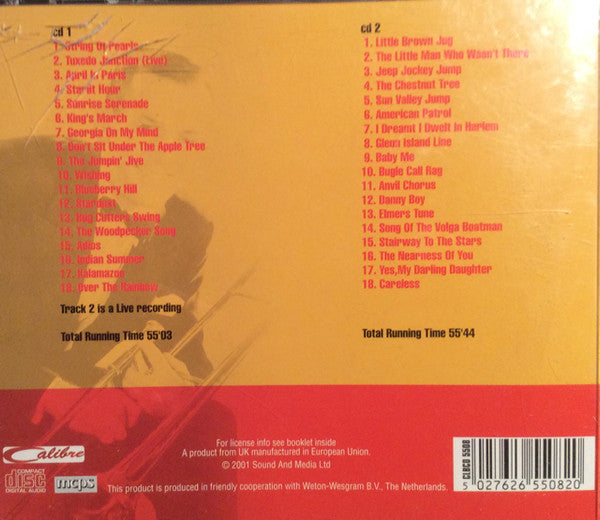 cd 1
1. String Of Pearls
2. Tuxedo Junction (Live)
3. April In Paris
4. Starlit Hour
5. Sunrise Serenade
6. King's March
7. Georgia On My Mind
8. Don't Sit Under The Apple Tree
9. The Jumpin' Jive
10. Wishing
11. Blueberry Hill
12. Stardust
13. Rug Cutters Swing
14. The Woodpecker Song
15. Adios
16. Indian Summer
17. Kalamazoo
18. Over The Rainbow
Track 2 is a Live recording
Total Running Time 55'03
cd 2
1. Little Brown Jug
2. The Little Man Who Wasn't There
3. Jeep Jockey Jump
4. The Chestnut Tree
5. Sun Valley Jump
6. American Patrol
7. I Dreamt I Dwelt In Harlem
8. Glenn Island Line
9. Baby Me
10. Bugle Call Rag
11. Anvil Chorus
12. Danny Boy
13. Elmers Tune
14. Song Of The Volga Boatman
15. Stairway To The Stars
16. The Nearness Of You
17. Yes,My Darling Daughter
18. Careless
Total Running Time 55'44
Calibre
COMPACT
disc
DIGITAL AUDIO
mcps
For license info see booklet inside
A product from UK manufactured in European Union.
© 2001 Sound And Media Ltd
This product is produced in friendly cooperation with Weton-Wesgram B.V., The Netherlands.
CLBCD 5508
5 027626 550820